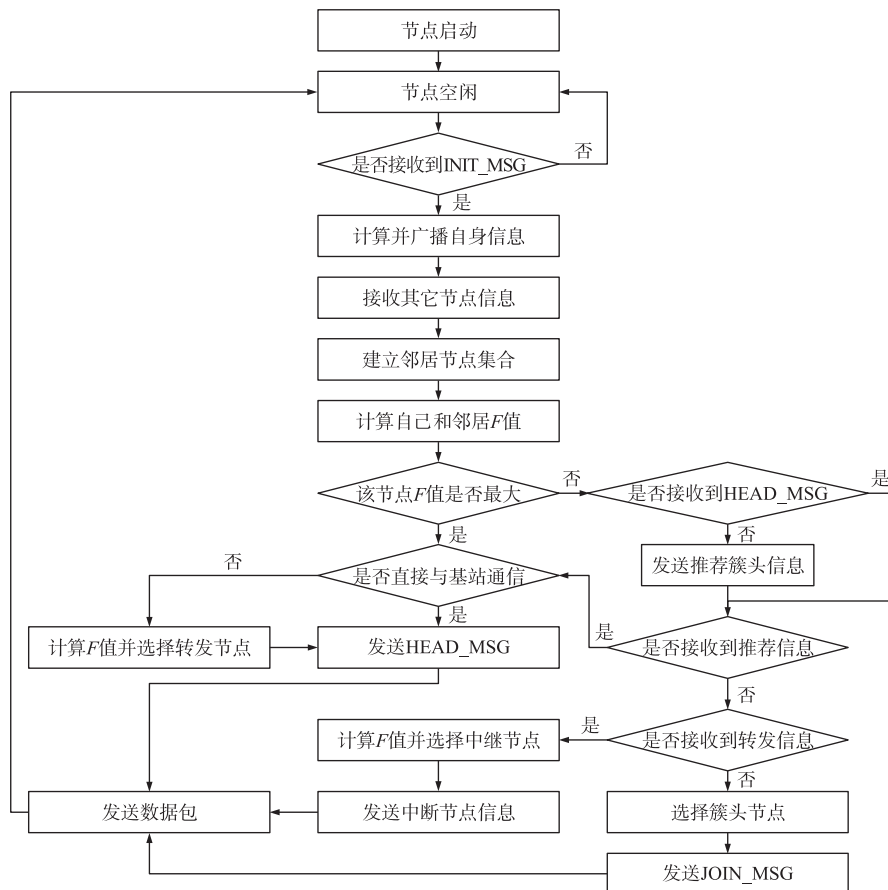 节点启动
节点空闲
否
是否接收到INIT_MSG
是
计算并广播自身信息
接收其它节点信息
建立邻居节点集合
计算自己和邻居F值
该节点F值是否最大
否
是否接收到HEAD_MSG
是
是
否
否
是否直接与基站通信
发送推荐簇头信息
是
是
计算F值并选择转发节点
发送HEAD_MSG
是否接收到推荐信息
否
计算F值并选择中继节点
是
是否接收到转发信息
否
发送数据包
发送中断节点信息
选择簇头节点
发送JOIN_MSG